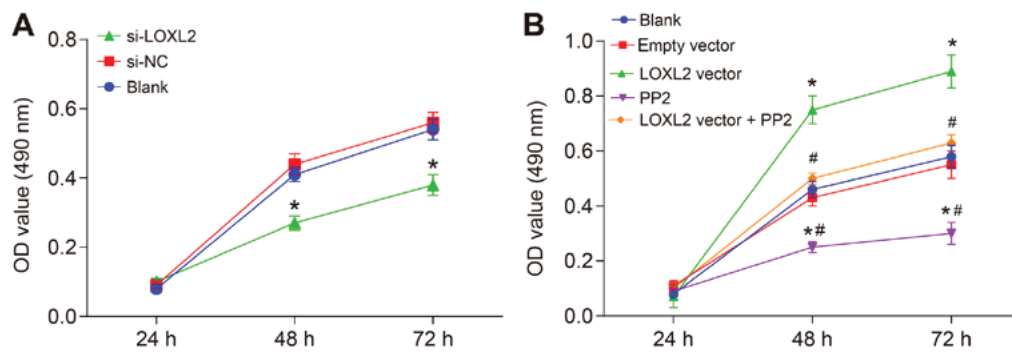 A
OD value (490 nm)
0.8
0.6
0.4
0.2
0.0
si-LOXL2
si-NC
Blank
*
*
24 h 48 h 72 h
B
OD value (490 nm)
1.0
0.8
0.6
0.4
0.2
0.0
Blank
Empty vector
LOXL2 vector
PP2
LOXL2 vector + PP2
*
*
#
#
*#
*#
24 h 48 h 72 h